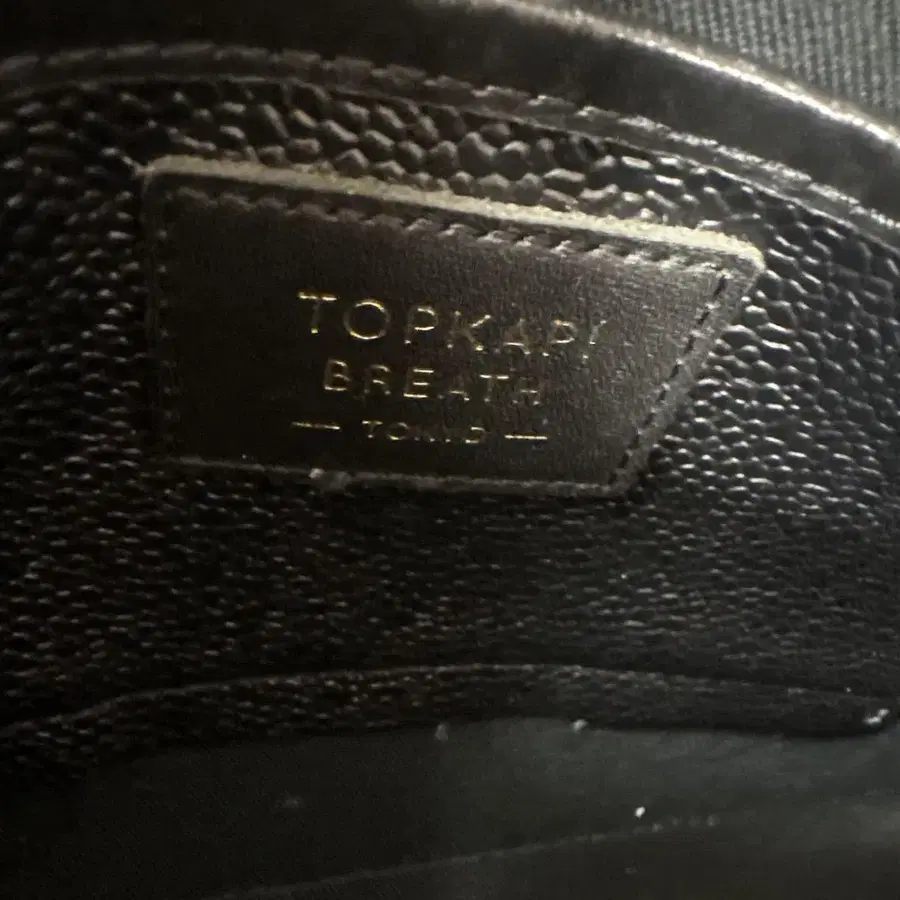 TOPKAPI
BREATH
— TOKYO —